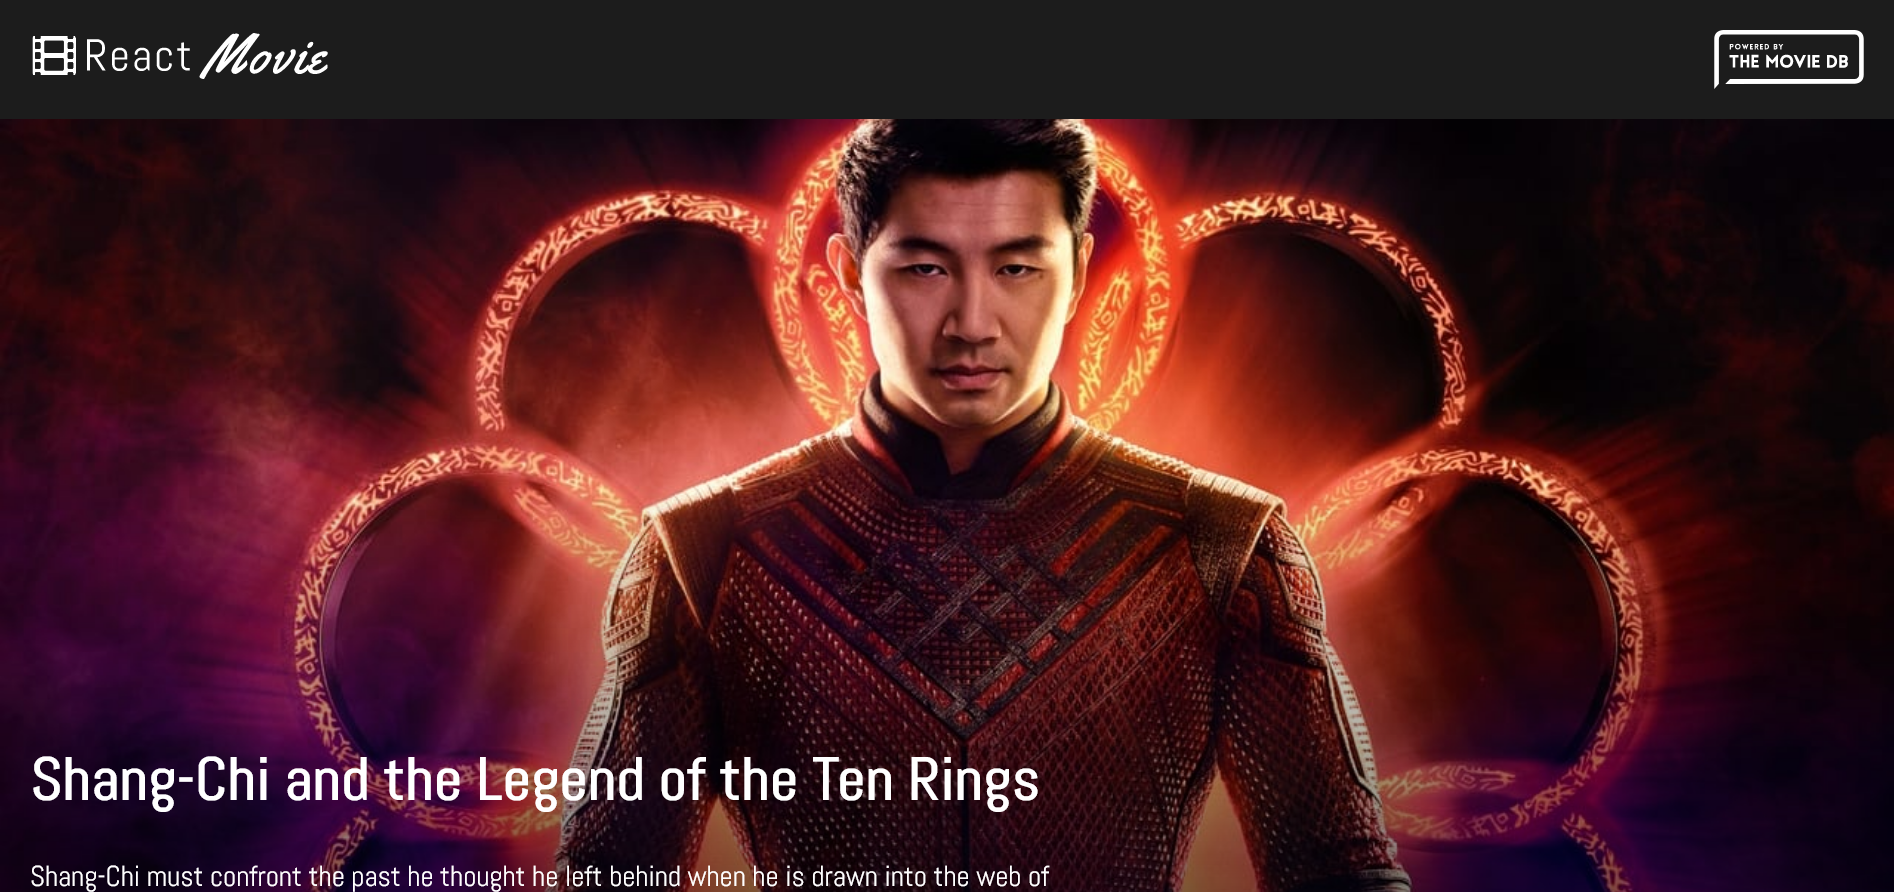 React Movie
POWERED BY
THE MOVIE DB
Shang-Chi and the Legend of the Ten Rings
Shang-Chi must confront the past he thought he left behind when he is drawn into the web of